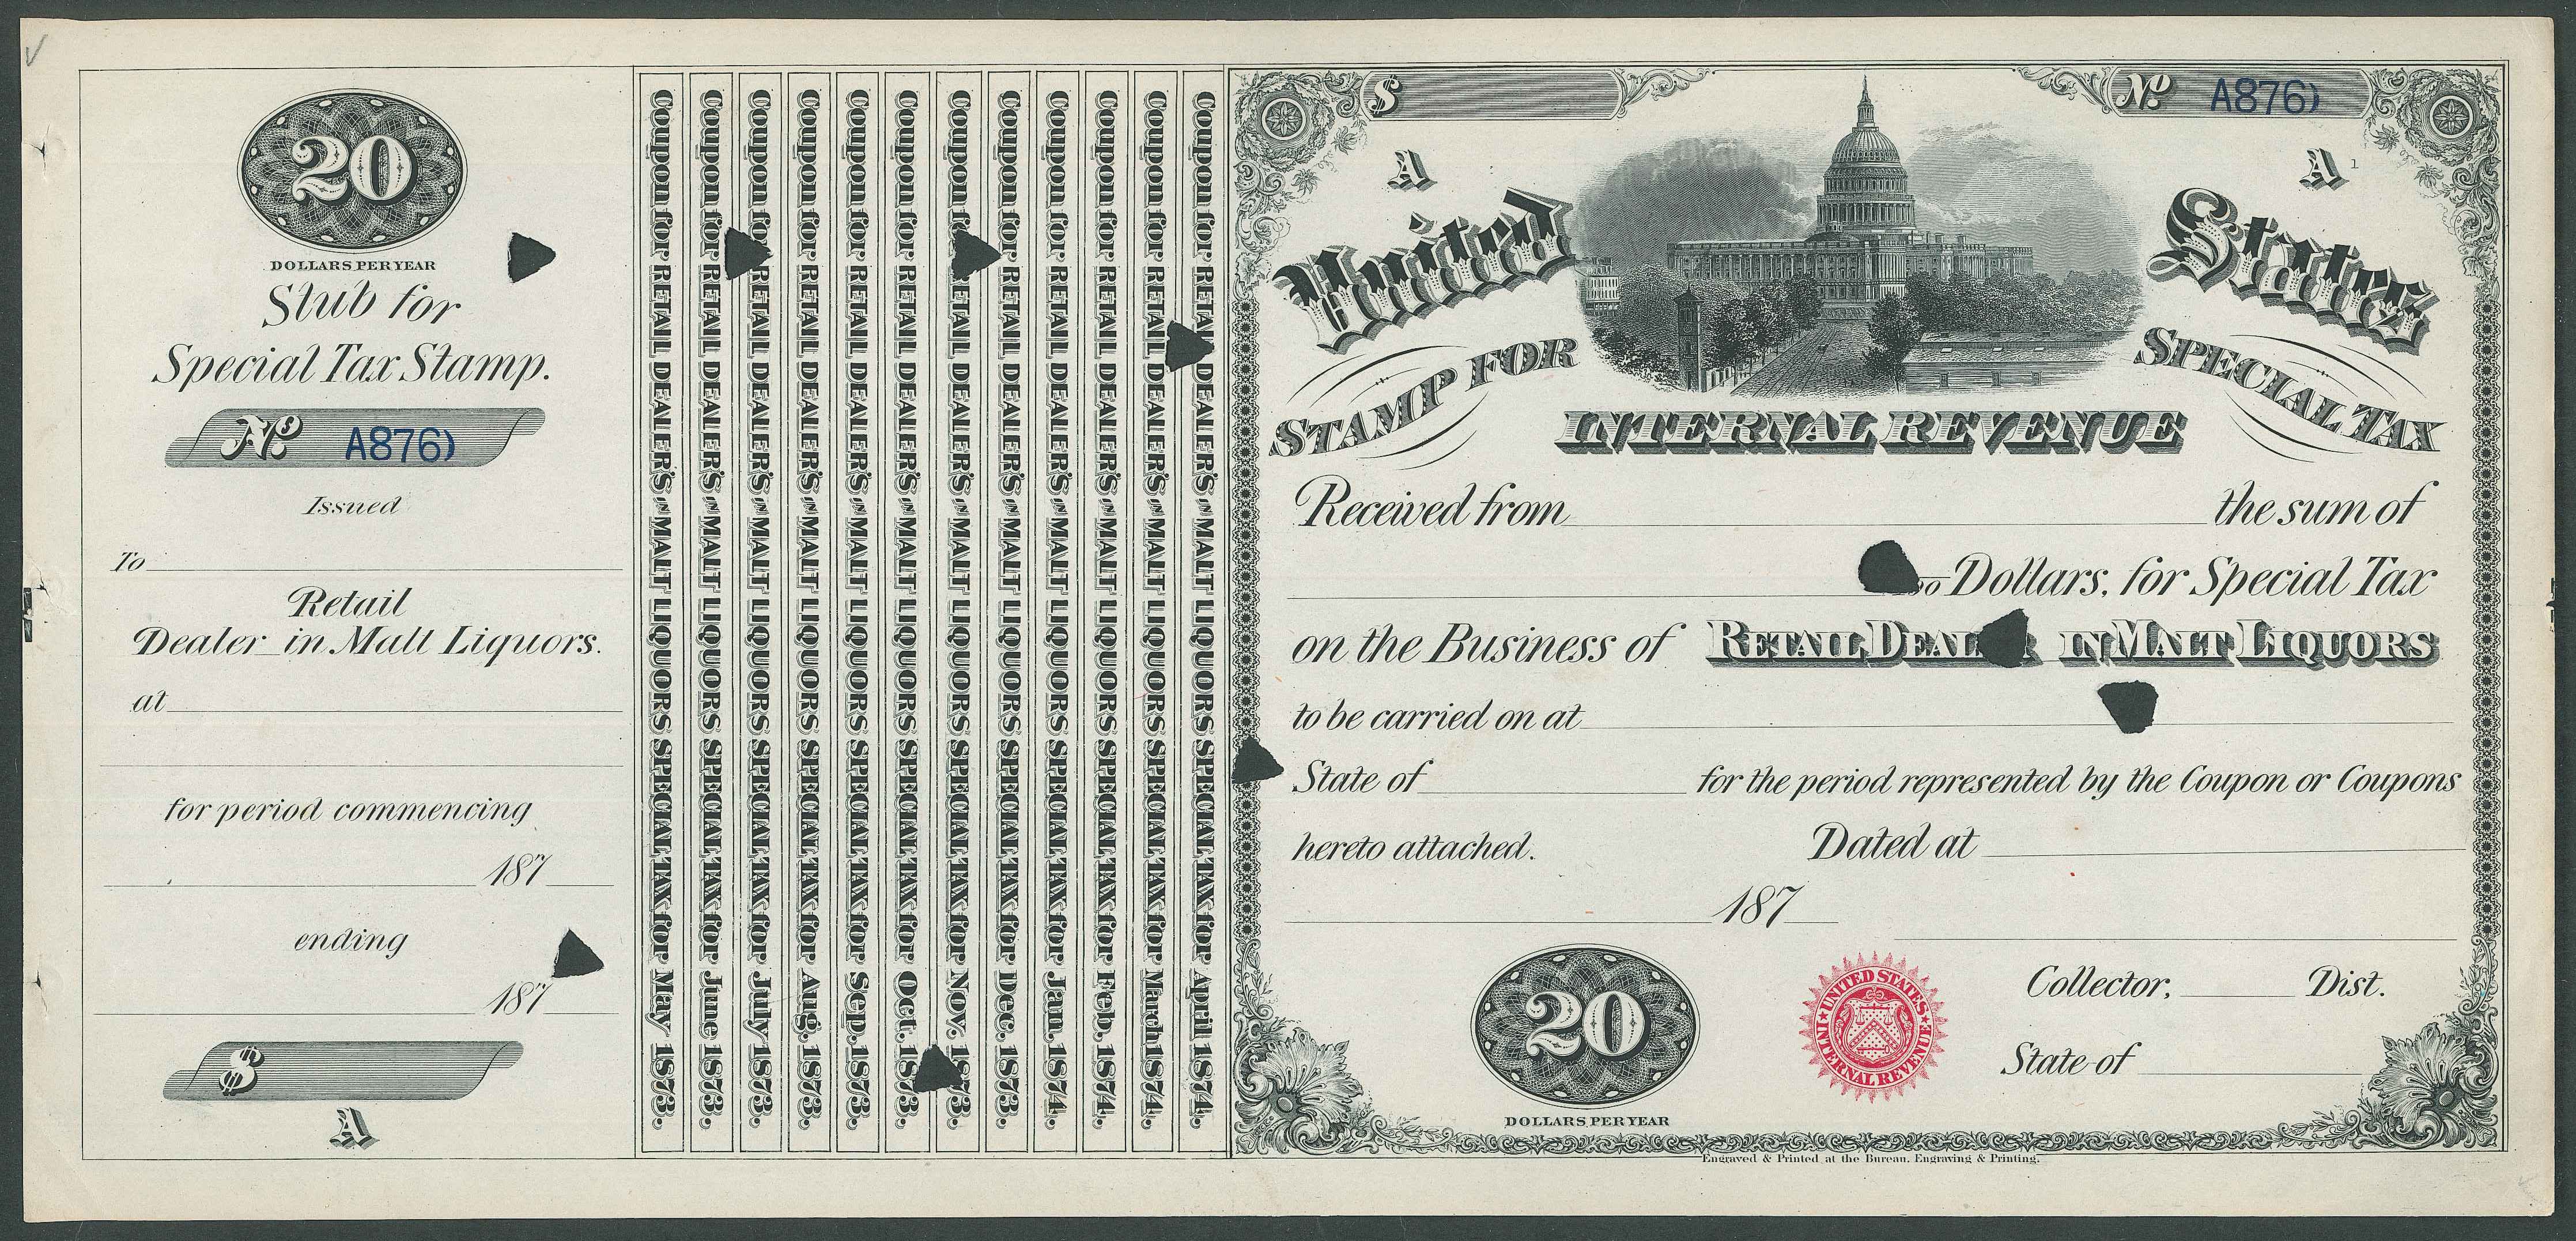 20
DOLLARS PER YEAR
Stub for
Special Tax Stamp.
No. A876)
Issued
To
Retail
Dealer in Malt Liquors.
at
for period commencing
187
ending
187
$
A
Coupon for RETAIL DEALER'S IN MALT LIQUORS SPECIAL TAX for May 1873.
Coupon for RETAIL DEALER'S IN MALT LIQUORS SPECIAL TAX for June 1873.
Coupon for RETAIL DEALER'S IN MALT LIQUORS SPECIAL TAX for July 1873.
Coupon for RETAIL DEALER'S IN MALT LIQUORS SPECIAL TAX for Aug. 1873.
Coupon for RETAIL DEALER'S IN MALT LIQUORS SPECIAL TAX for Sep. 1873.
Coupon for RETAIL DEALER'S IN MALT LIQUORS SPECIAL TAX for Oct. 1873.
Coupon for RETAIL DEALER'S IN MALT LIQUORS SPECIAL TAX for Nov. 1873.
Coupon for RETAIL DEALER'S IN MALT LIQUORS SPECIAL TAX for Dec. 1873.
Coupon for RETAIL DEALER'S IN MALT LIQUORS SPECIAL TAX for Jan. 1874.
Coupon for RETAIL DEALER'S IN MALT LIQUORS SPECIAL TAX for Feb. 1874.
Coupon for RETAIL DEALER'S IN MALT LIQUORS SPECIAL TAX for March 1874.
Coupon for RETAIL DEALER'S IN MALT LIQUORS SPECIAL TAX for April 1874.
$ No. A876)
A A 1
United States
STAMP FOR SPECIAL TAX
INTERNAL REVENUE
Received from the sum of
Dollars, for Special Tax
on the Business of RETAIL DEALER IN MALT LIQUORS
to be carried on at
State of for the period represented by the Coupon or Coupons
hereto attached. Dated at
187
20
DOLLARS PER YEAR
UNITED STATES INTERNAL REVENUE
Collector, Dist.
State of
Engraved & Printed at the Bureau, Engraving & Printing.